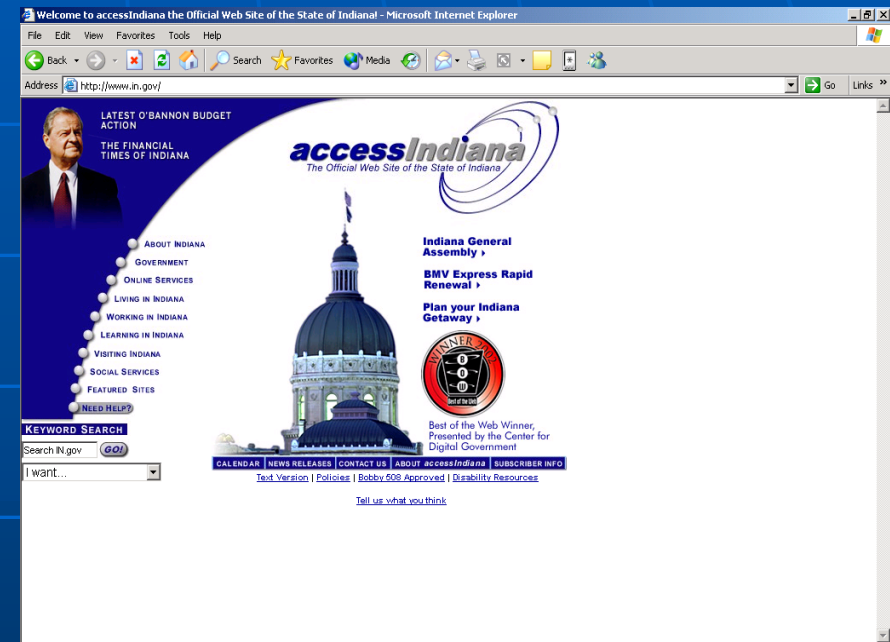 Welcome to accessIndiana the Official Web Site of the State of Indiana! - Microsoft Internet Explorer
File Edit View Favorites Tools Help
Back Search Favorites Media
Address http://www.in.gov/ Go Links »
LATEST O'BANNON BUDGET
ACTION
THE FINANCIAL
TIMES OF INDIANA
accessIndiana
The Official Web Site of the State of Indiana
ABOUT INDIANA
GOVERNMENT
ONLINE SERVICES
LIVING IN INDIANA
WORKING IN INDIANA
LEARNING IN INDIANA
VISITING INDIANA
SOCIAL SERVICES
FEATURED SITES
NEED HELP?
KEYWORD SEARCH
Search IN.gov GO!
I want...
Indiana General
Assembly ›
BMV Express Rapid
Renewal ›
Plan your Indiana
Getaway ›
WINNER 2002
BOW
Best of the Web
Best of the Web Winner,
Presented by the Center for
Digital Government
CALENDAR | NEWS RELEASES | CONTACT US | ABOUT accessIndiana | SUBSCRIBER INFO
Text Version | Policies | Bobby 508 Approved | Disability Resources
Tell us what you think